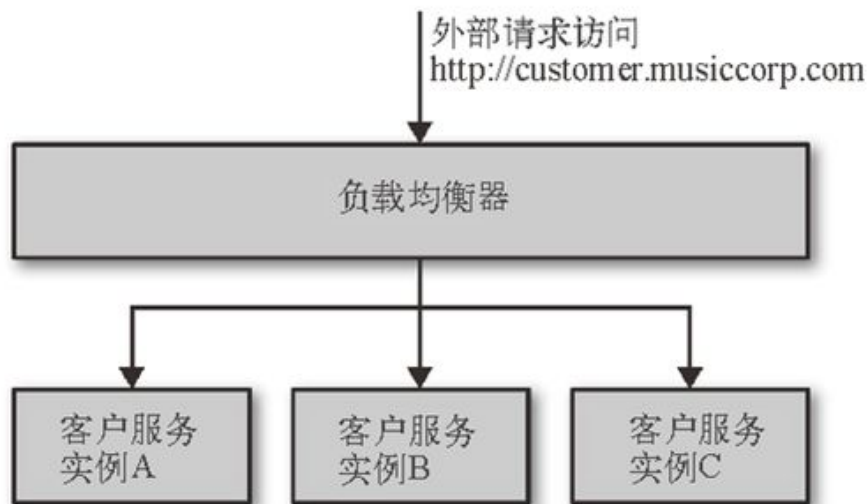 外部请求访问
http://customer.musiccorp.com
负载均衡器
客户服务
实例A
客户服务
实例B
客户服务
实例C